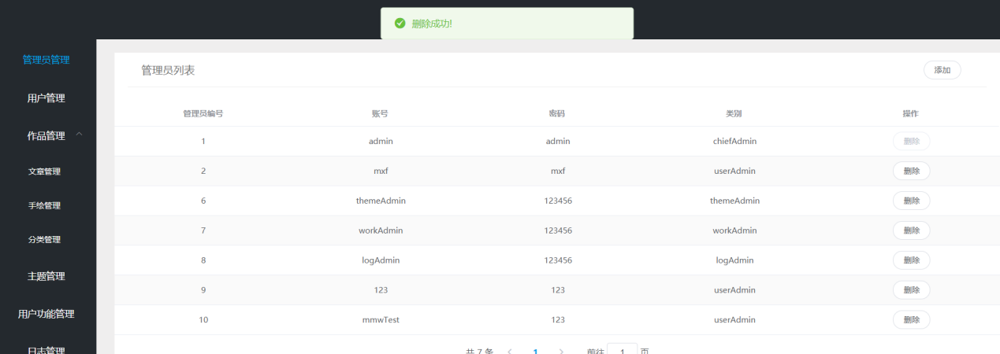 删除成功!
管理员管理
用户管理
作品管理
文章管理
手绘管理
分类管理
主题管理
用户功能管理
日志管理
管理员列表 添加
管理员编号 账号 密码 类别 操作
1 admin admin chiefAdmin 删除
2 mxf mxf userAdmin 删除
6 themeAdmin 123456 themeAdmin 删除
7 workAdmin 123456 workAdmin 删除
8 logAdmin 123456 logAdmin 删除
9 123 123 userAdmin 删除
10 mmwTest 123 userAdmin 删除
共 7 条 1 前往 1 页